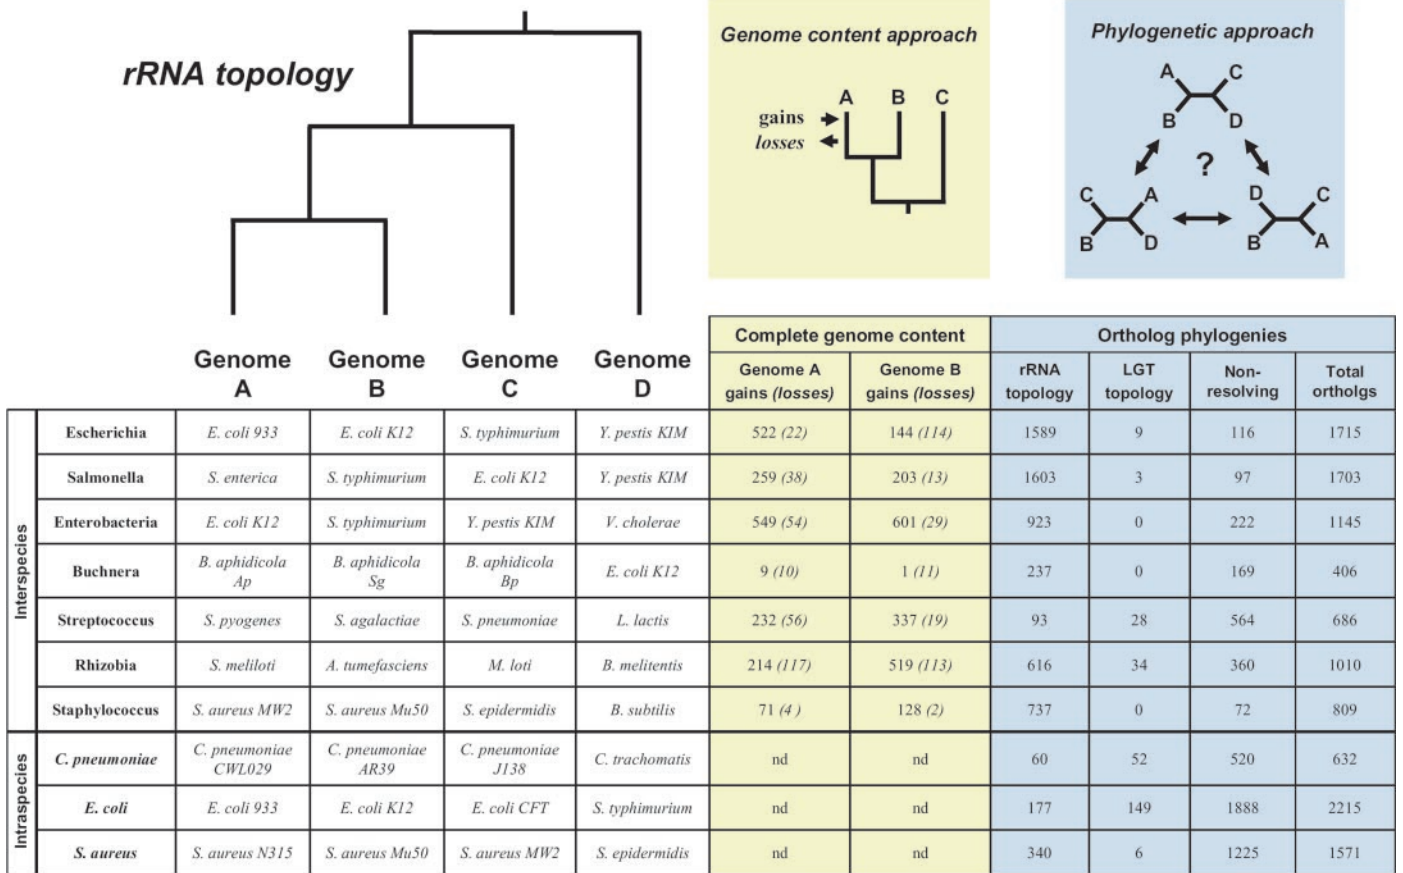 rRNA topology
Genome content approach
A B C
gains
losses
Phylogenetic approach
A C
B D
?
C A
B D
D C
B A
Genome A
Genome B
Genome C
Genome D
Complete genome content
Ortholog phylogenies
Genome A gains (losses)
Genome B gains (losses)
rRNA topology
LGT topology
Non-resolving
Total orthologs
Interspecies
Escherichia E. coli 933 E. coli K12 S. typhimurium Y. pestis KIM 522 (22) 144 (114) 1589 9 116 1715
Salmonella S. enterica S. typhimurium E. coli K12 Y. pestis KIM 259 (38) 203 (13) 1603 3 97 1703
Enterobacteria E. coli K12 S. typhimurium Y. pestis KIM V. cholerae 549 (54) 601 (29) 923 0 222 1145
Buchnera B. aphidicola Ap B. aphidicola Sg B. aphidicola Bp E. coli K12 9 (10) 1 (11) 237 0 169 406
Streptococcus S. pyogenes S. agalactiae S. pneumoniae L. lactis 232 (56) 337 (19) 93 28 564 686
Rhizobia S. meliloti A. tumefasciens M. loti B. melitentis 214 (117) 519 (113) 616 34 360 1010
Staphylococcus S. aureus MW2 S. aureus Mu50 S. epidermidis B. subtilis 71 (4 ) 128 (2) 737 0 72 809
Intraspecies
C. pneumoniae C. pneumoniae CWL029 C. pneumoniae AR39 C. pneumoniae J138 C. trachomatis nd nd 60 52 520 632
E. coli E. coli 933 E. coli K12 E. coli CFT S. typhimurium nd nd 177 149 1888 2215
S. aureus S. aureus N315 S. aureus Mu50 S. aureus MW2 S. epidermidis nd nd 340 6 1225 1571